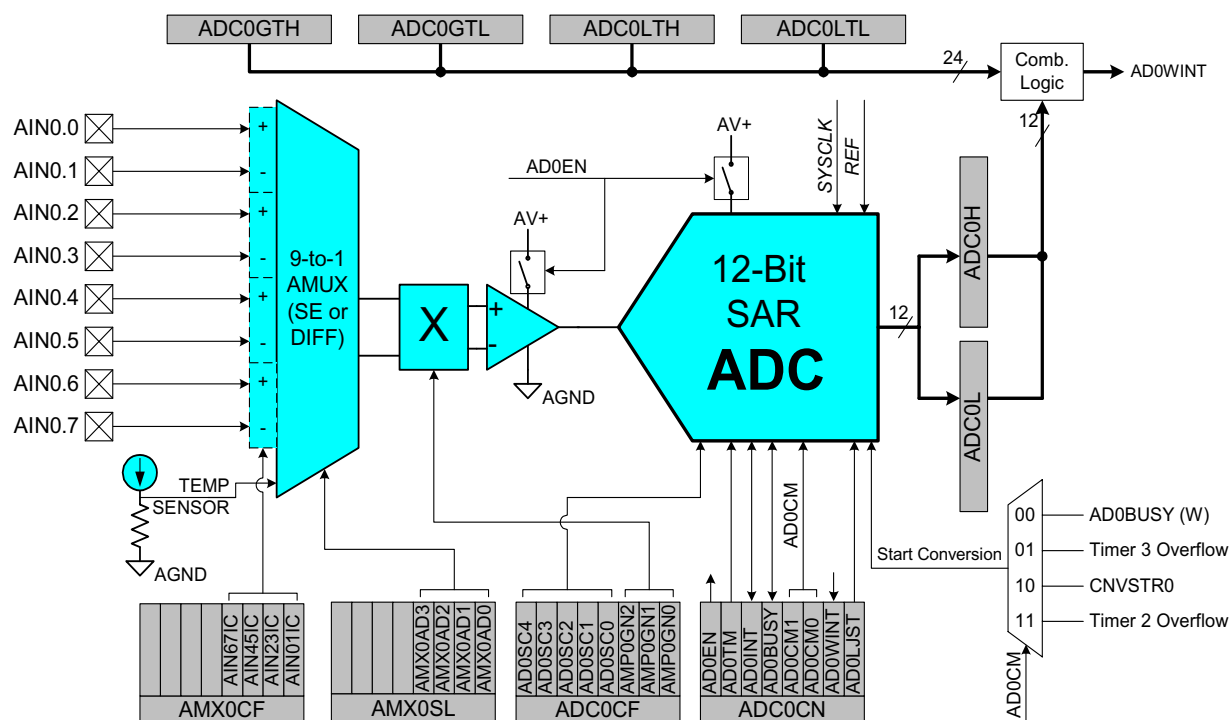 ADC0GTH ADC0GTL ADC0LTH ADC0LTL
24
Comb.
Logic
AD0WINT
12
AIN0.0
AIN0.1
AIN0.2
AIN0.3
AIN0.4
AIN0.5
AIN0.6
AIN0.7
+
-
+
-
+
-
+
-
9-to-1
AMUX
(SE or
DIFF)
X
+
-
AV+
AGND
AD0EN
AV+
SYSCLK
REF
12-Bit
SAR
ADC
12
ADC0H
ADC0L
TEMP
SENSOR
AGND
AD0CM
Start Conversion
00 AD0BUSY (W)
01 Timer 3 Overflow
10 CNVSTR0
11 Timer 2 Overflow
AD0CM
AIN67IC
AIN45IC
AIN23IC
AIN01IC
AMX0CF
AMX0AD3
AMX0AD2
AMX0AD1
AMX0AD0
AMX0SL
AD0SC4
AD0SC3
AD0SC2
AD0SC1
AD0SC0
AMP0GN2
AMP0GN1
AMP0GN0
ADC0CF
AD0EN
AD0TM
AD0INT
AD0BUSY
AD0CM1
AD0CM0
AD0WINT
AD0LJST
ADC0CN